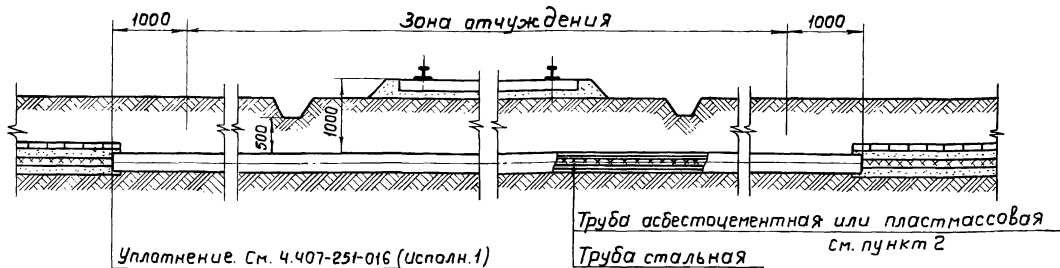 1000
Зона отчуждения
1000
500
1000
Труба асбестоцементная или пластмассовая
см. пункт 2
Уплотнение. См. 4.407-251-016 (исполн.1)
Труба стальная